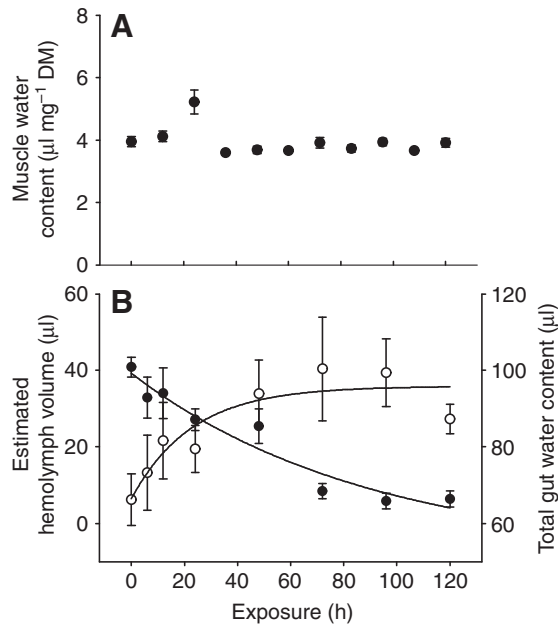 A
Muscle water
content (µl mg⁻¹ DM)
8
6
4
2
0
B
Estimated
hemolymph volume (µl)
60
40
20
0
Total gut water content (µl)
120
100
80
60
0 20 40 60 80 100 120
Exposure (h)